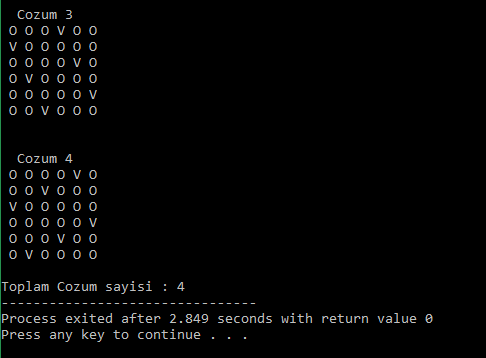 Cozum 3
O O O V O O
V O O O O O
O O O O V O
O V O O O O
O O O O O V
O O V O O O
Cozum 4
O O O O V O
O O V O O O
V O O O O O
O O O O O V
O O O V O O
O V O O O O
Toplam Cozum sayisi : 4
--------------------------------
Process exited after 2.849 seconds with return value 0
Press any key to continue . . .